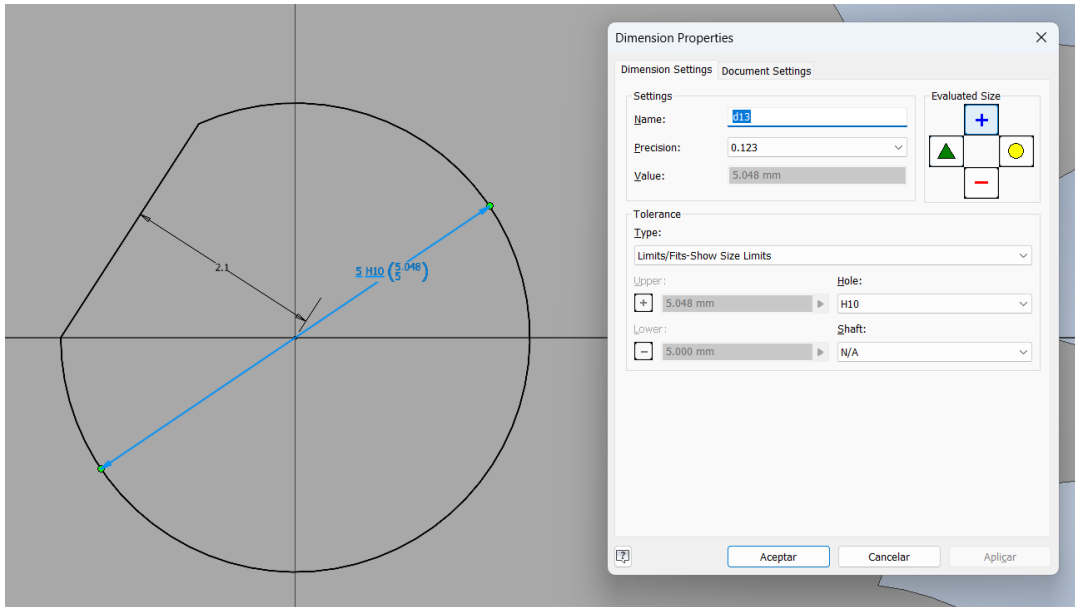 2.1
5 H10 (5.048
5)
Dimension Properties
Dimension Settings Document Settings
Settings
Name: d13
Precision: 0.123
Value: 5.048 mm
Evaluated Size
+
−
Tolerance
Type:
Limits/Fits-Show Size Limits
Upper: Hole:
+ 5.048 mm H10
Lower: Shaft:
− 5.000 mm N/A
? Aceptar Cancelar Aplicar